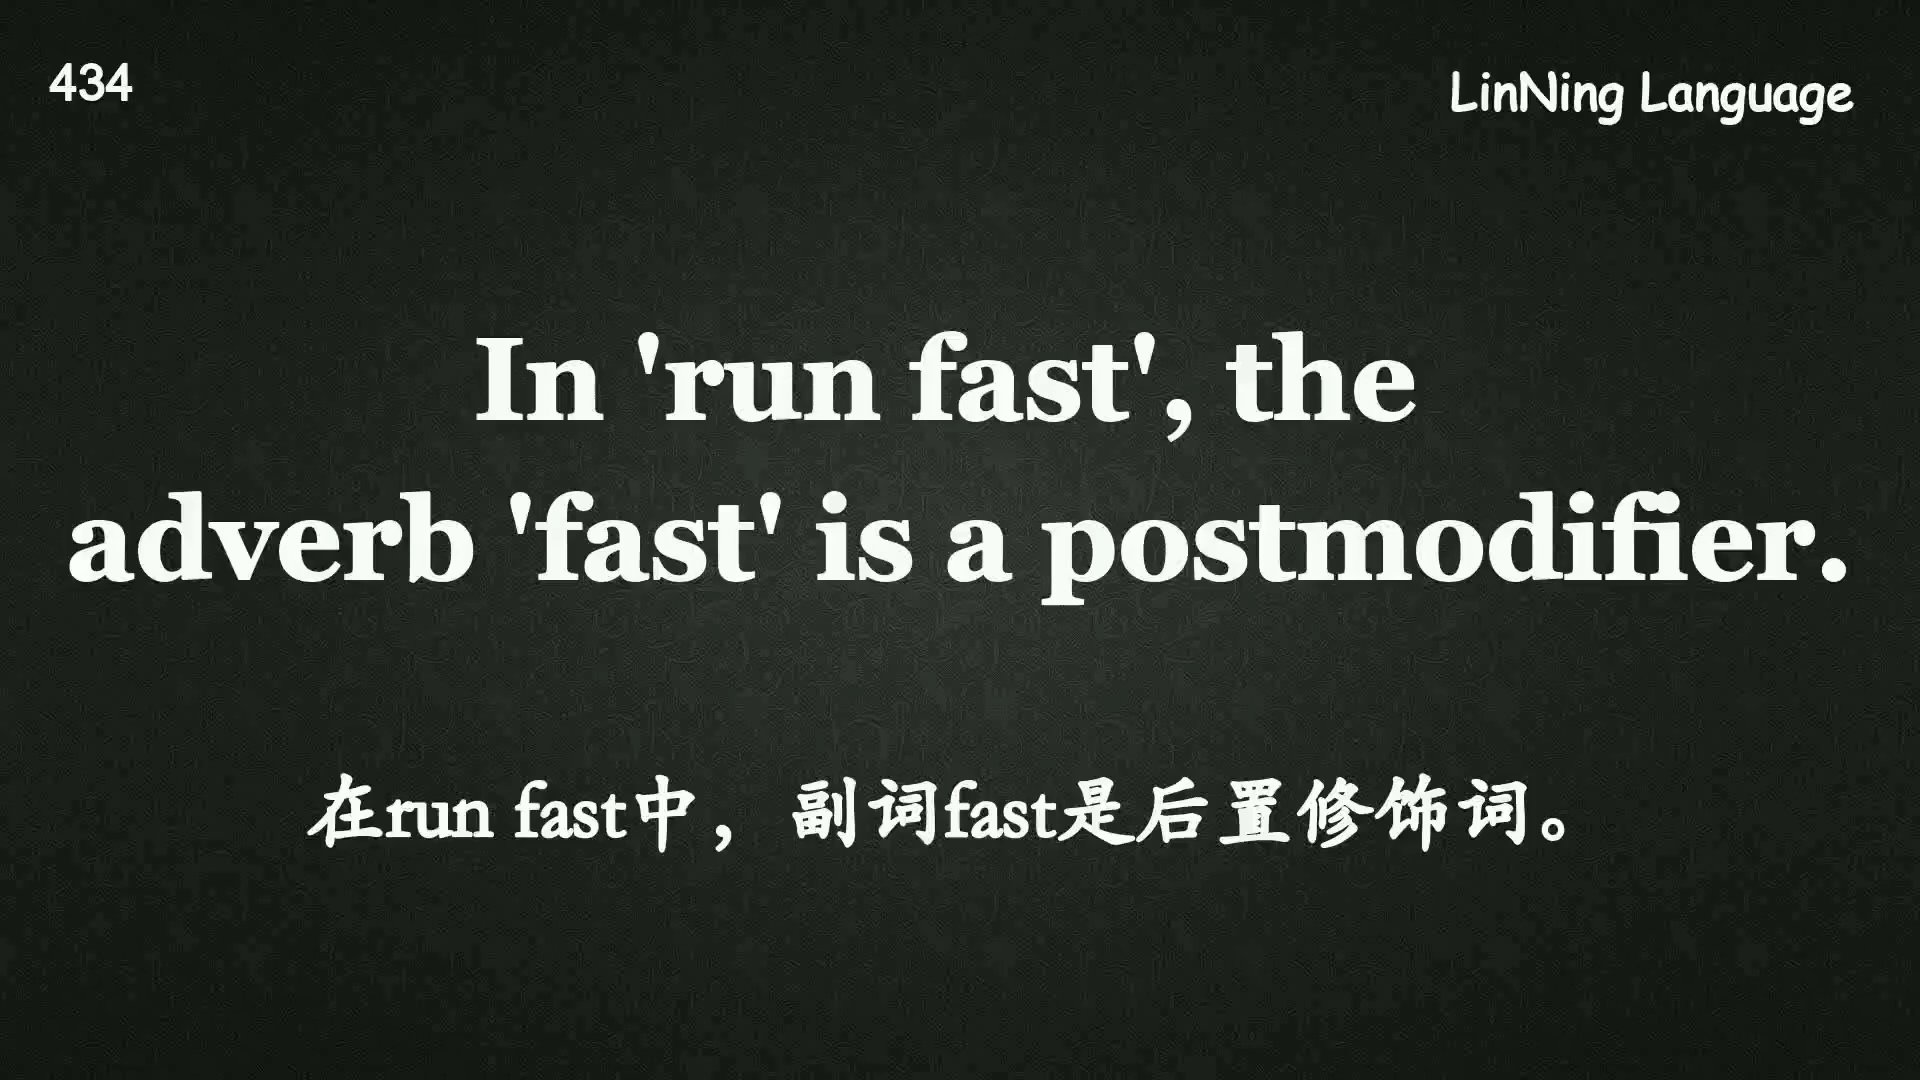 434
LinNing Language
In 'run fast', the
adverb 'fast' is a postmodifier.
在run fast中，副词fast是后置修饰词。